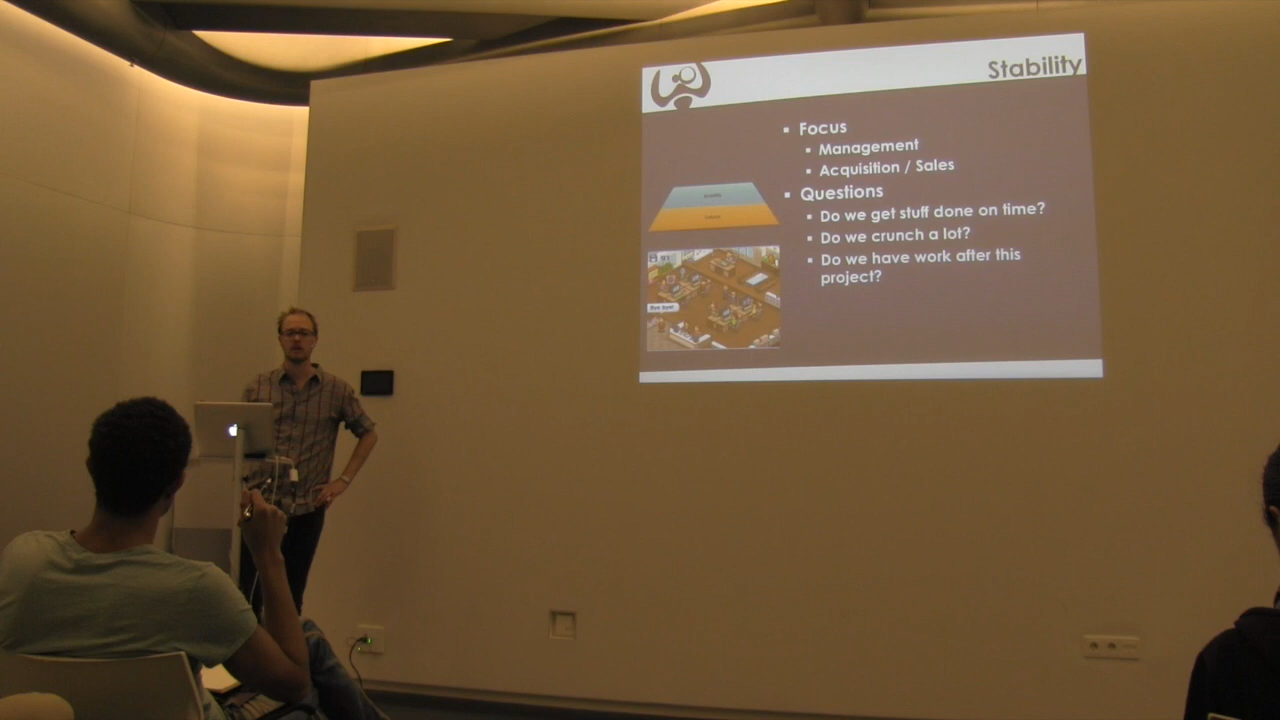 Stability
Focus
Management
Acquisition / Sales
Questions
Do we get stuff done on time?
Do we crunch a lot?
Do we have work after this
project?